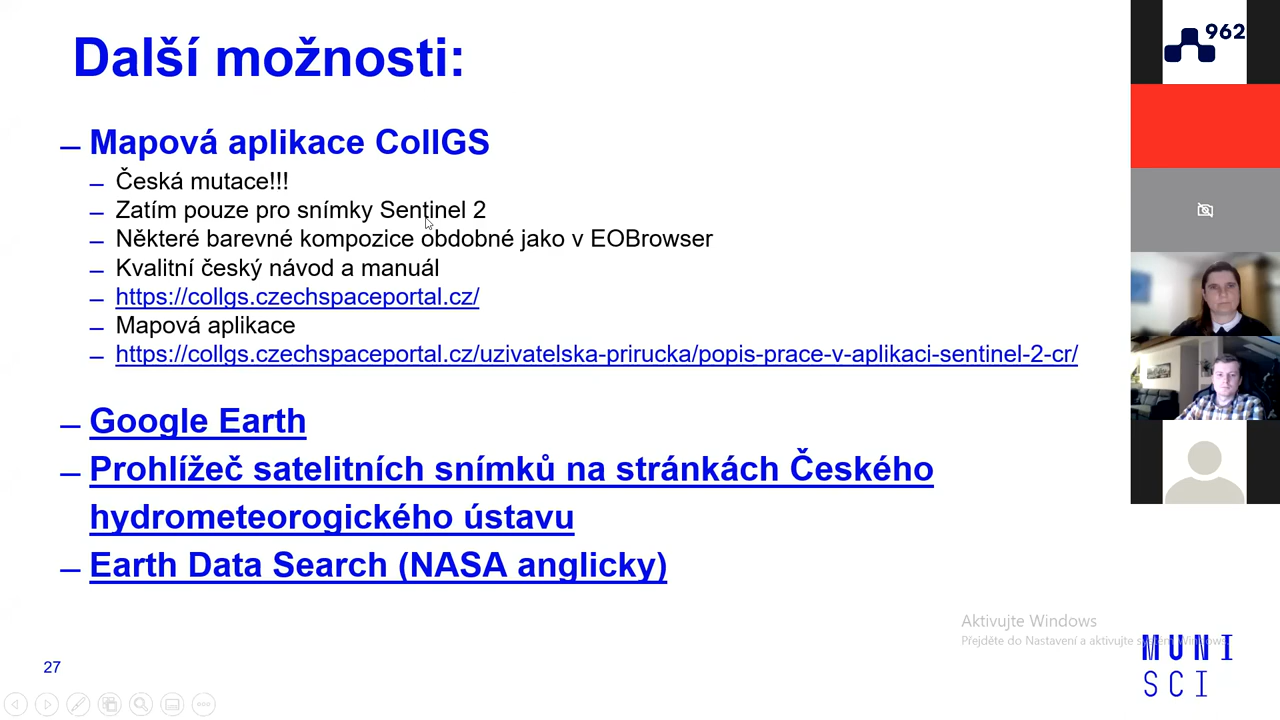 Další možnosti:
— Mapová aplikace CollGS
– Česká mutace!!!
– Zatím pouze pro snímky Sentinel 2
– Některé barevné kompozice obdobné jako v EOBrowser
– Kvalitní český návod a manuál
– https://collgs.czechspaceportal.cz/
– Mapová aplikace
– https://collgs.czechspaceportal.cz/uzivatelska-prirucka/popis-prace-v-aplikaci-sentinel-2-cr/
— Google Earth
— Prohlížeč satelitních snímků na stránkách Českého
hydrometeorogického ústavu
— Earth Data Search (NASA anglicky)
962
Aktivujte Windows
Přejděte do Nastavení a aktivujte systém Windows.
27
MUNI
SCI